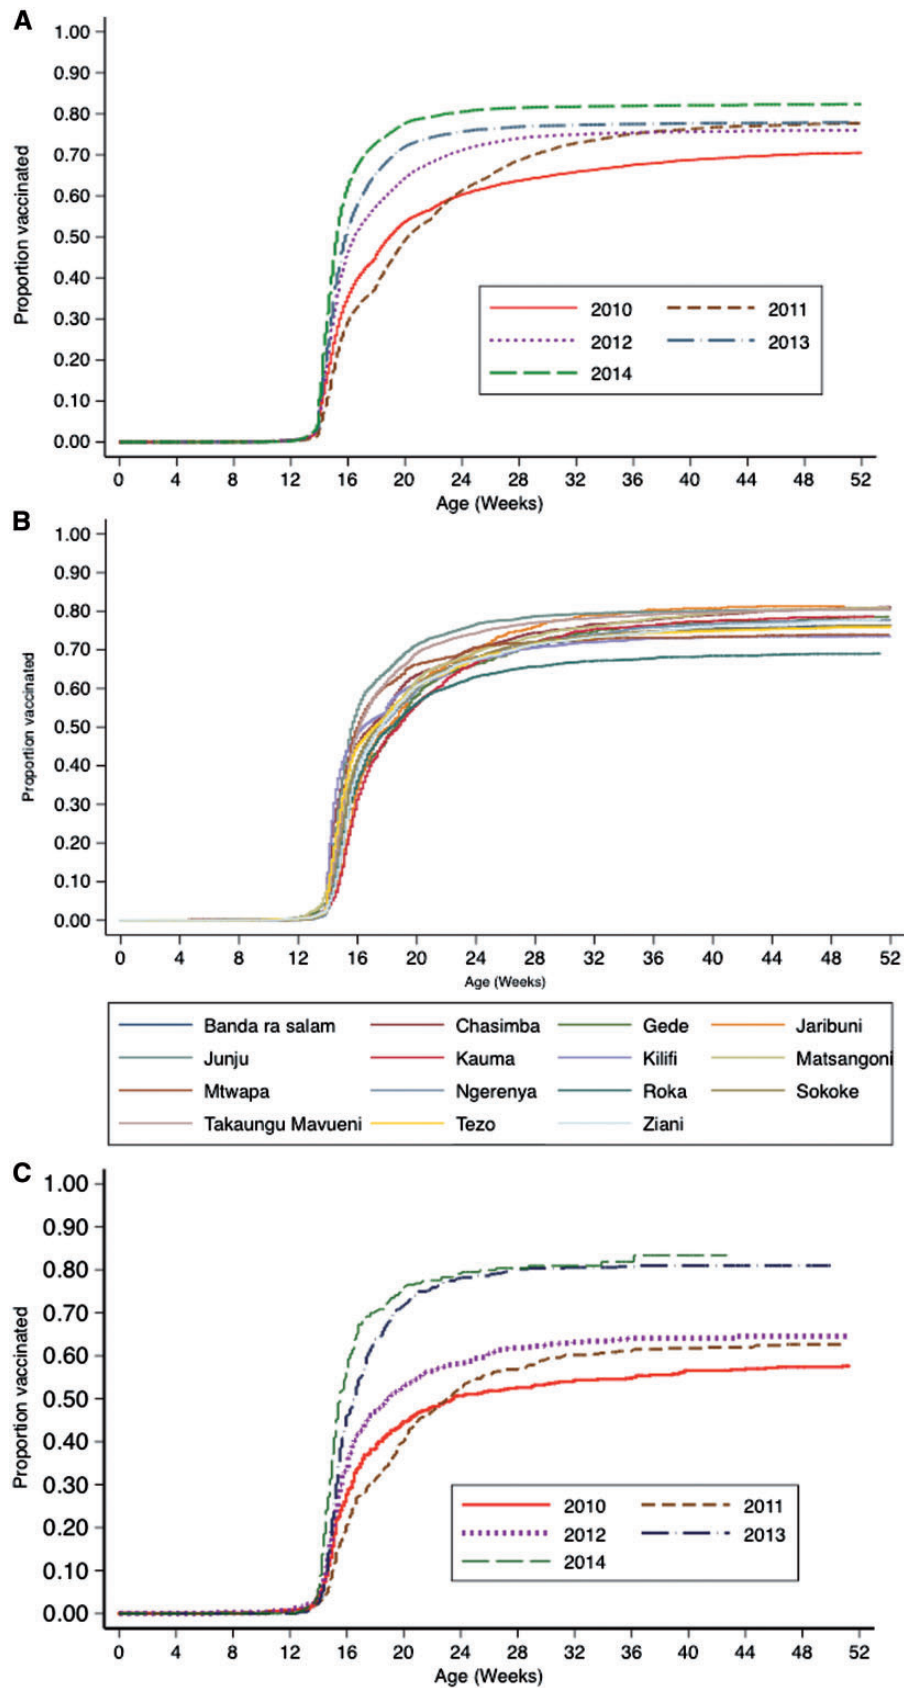 A
1.00
0.90
0.80
0.70
0.60
0.50
0.40
0.30
0.20
0.10
0.00
Proportion vaccinated
2010 2011
2012 2013
2014
0 4 8 12 16 20 24 28 32 36 40 44 48 52
Age (Weeks)
B
1.00
0.90
0.80
0.70
0.60
0.50
0.40
0.30
0.20
0.10
0.00
Proportion vaccinated
0 4 8 12 16 20 24 28 32 36 40 44 48 52
Age (Weeks)
Banda ra salam Chasimba Gede Jaribuni
Junju Kauma Kilifi Matsangoni
Mtwapa Ngerenya Roka Sokoke
Takaungu Mavueni Tezo Ziani
C
1.00
0.90
0.80
0.70
0.60
0.50
0.40
0.30
0.20
0.10
0.00
Proportion vaccinated
2010 2011
2012 2013
2014
0 4 8 12 16 20 24 28 32 36 40 44 48 52
Age (Weeks)